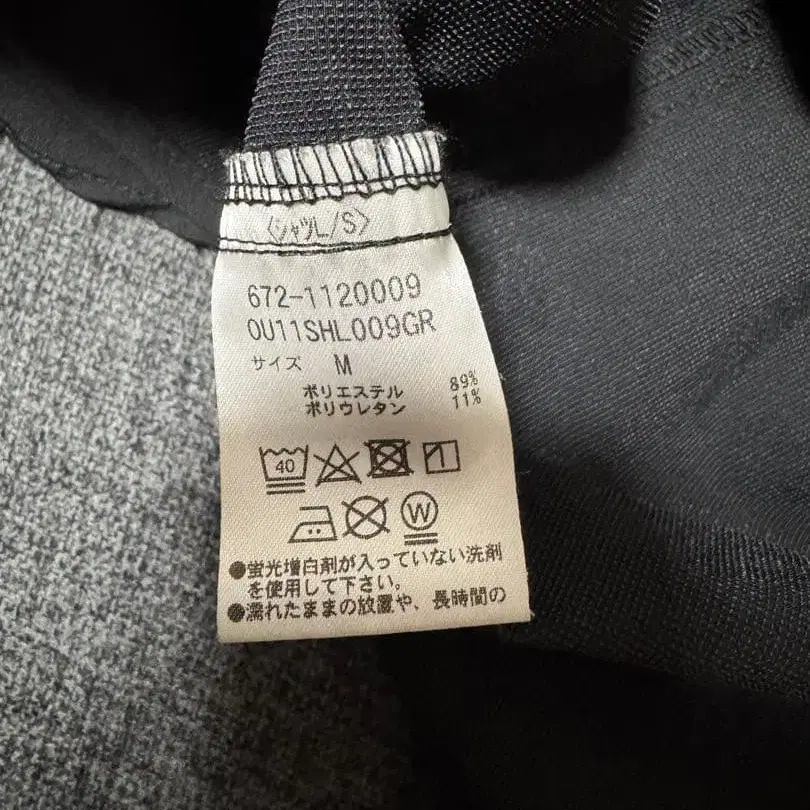 〈シャツL/S〉
672-1120009
OU11SHL009GR
サイズ M
ポリエステル 89%
ポリウレタン 11%
40
W
●蛍光増白剤が入っていない洗剤
を使用して下さい。
●濡れたままの放置や、長時間の